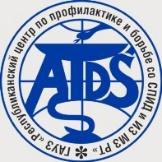 ГАУЗ «Республиканский центр по профилактике и борьбе со СПИД и ИЗ МЗ РТ»
AIDS